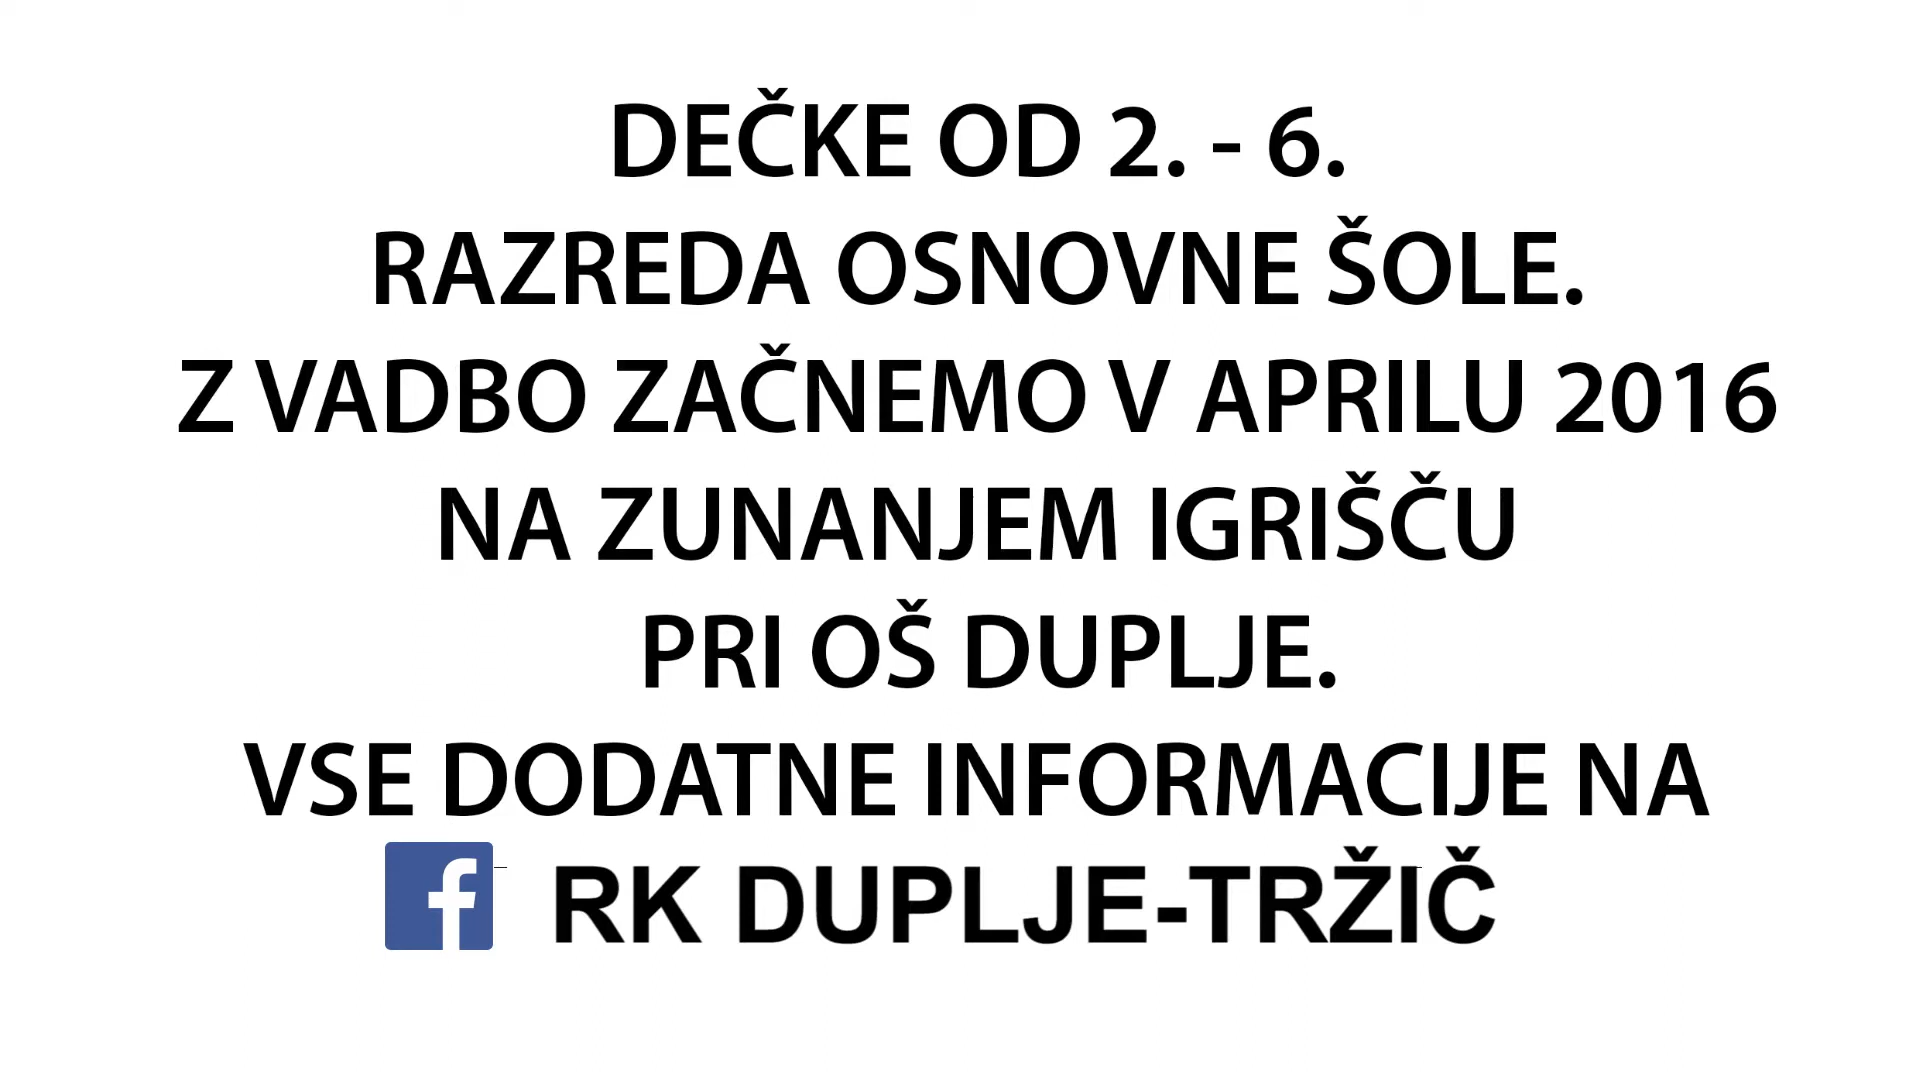 DEČKE OD 2. - 6.
RAZREDA OSNOVNE ŠOLE.
Z VADBO ZAČNEMO V APRILU 2016
NA ZUNANJEM IGRIŠČU
PRI OŠ DUPLJE.
VSE DODATNE INFORMACIJE NA
f RK DUPLJE-TRŽIČ